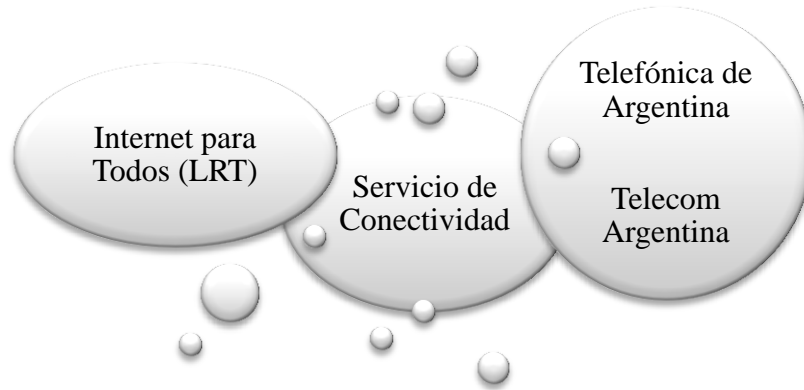 Internet para
Todos (LRT)
Servicio de
Conectividad
Telefónica de
Argentina
Telecom
Argentina